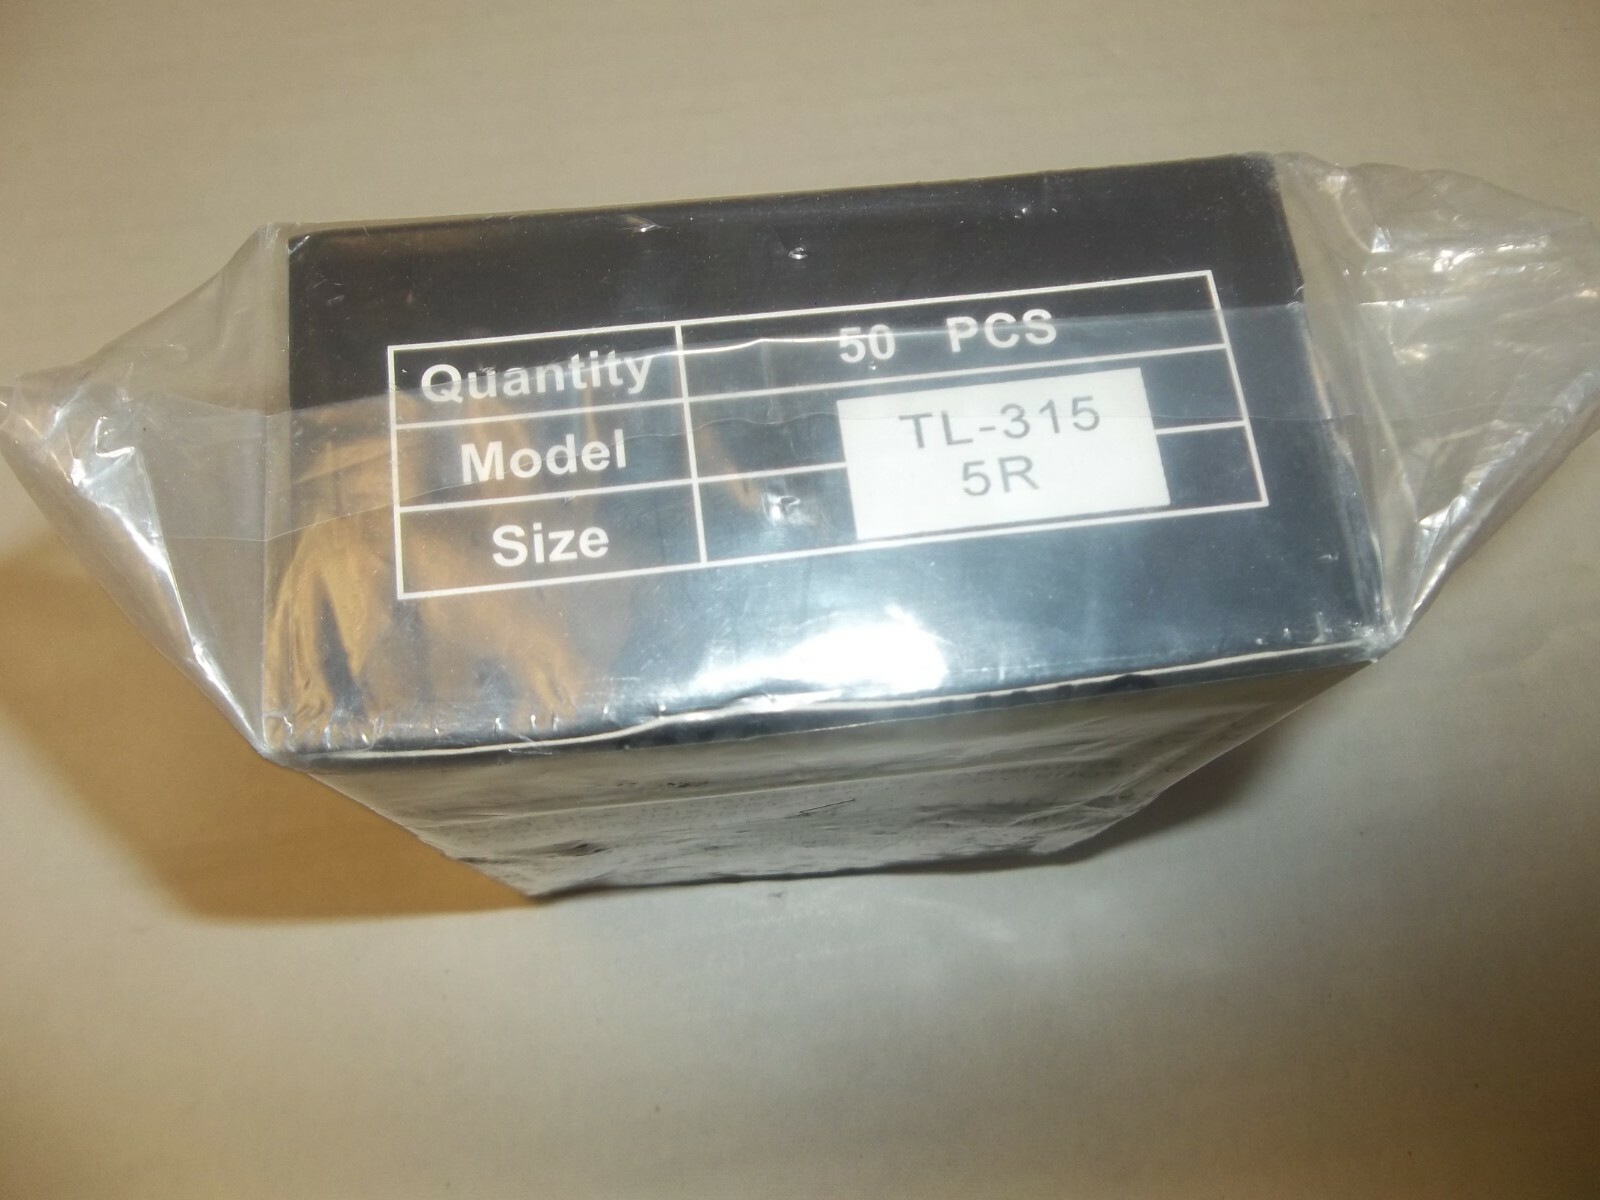 Quantity 50 PCS
Model TL-315
Size 5R